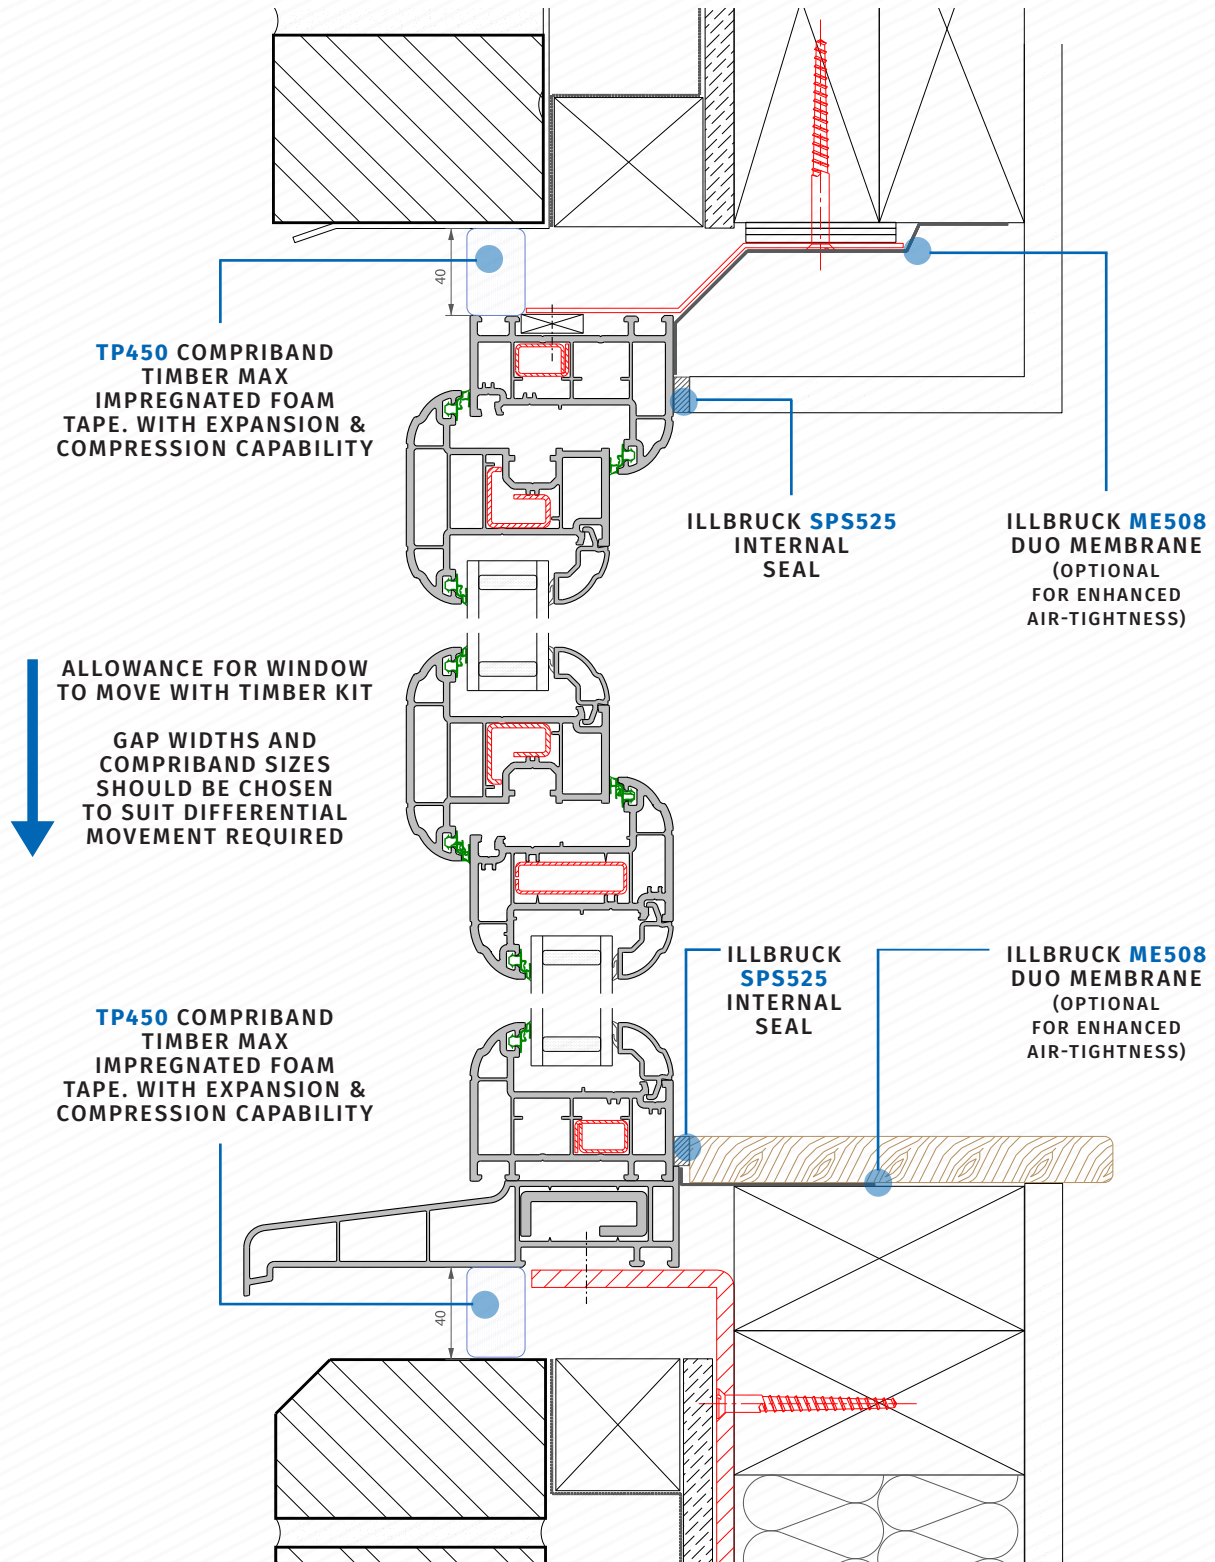 40
TP450 COMPRIBAND
TIMBER MAX
IMPREGNATED FOAM
TAPE. WITH EXPANSION &
COMPRESSION CAPABILITY
ILLBRUCK SPS525
INTERNAL
SEAL
ILLBRUCK ME508
DUO MEMBRANE
(OPTIONAL
FOR ENHANCED
AIR-TIGHTNESS)
ALLOWANCE FOR WINDOW
TO MOVE WITH TIMBER KIT
GAP WIDTHS AND
COMPRIBAND SIZES
SHOULD BE CHOSEN
TO SUIT DIFFERENTIAL
MOVEMENT REQUIRED
ILLBRUCK
SPS525
INTERNAL
SEAL
ILLBRUCK ME508
DUO MEMBRANE
(OPTIONAL
FOR ENHANCED
AIR-TIGHTNESS)
TP450 COMPRIBAND
TIMBER MAX
IMPREGNATED FOAM
TAPE. WITH EXPANSION &
COMPRESSION CAPABILITY
40